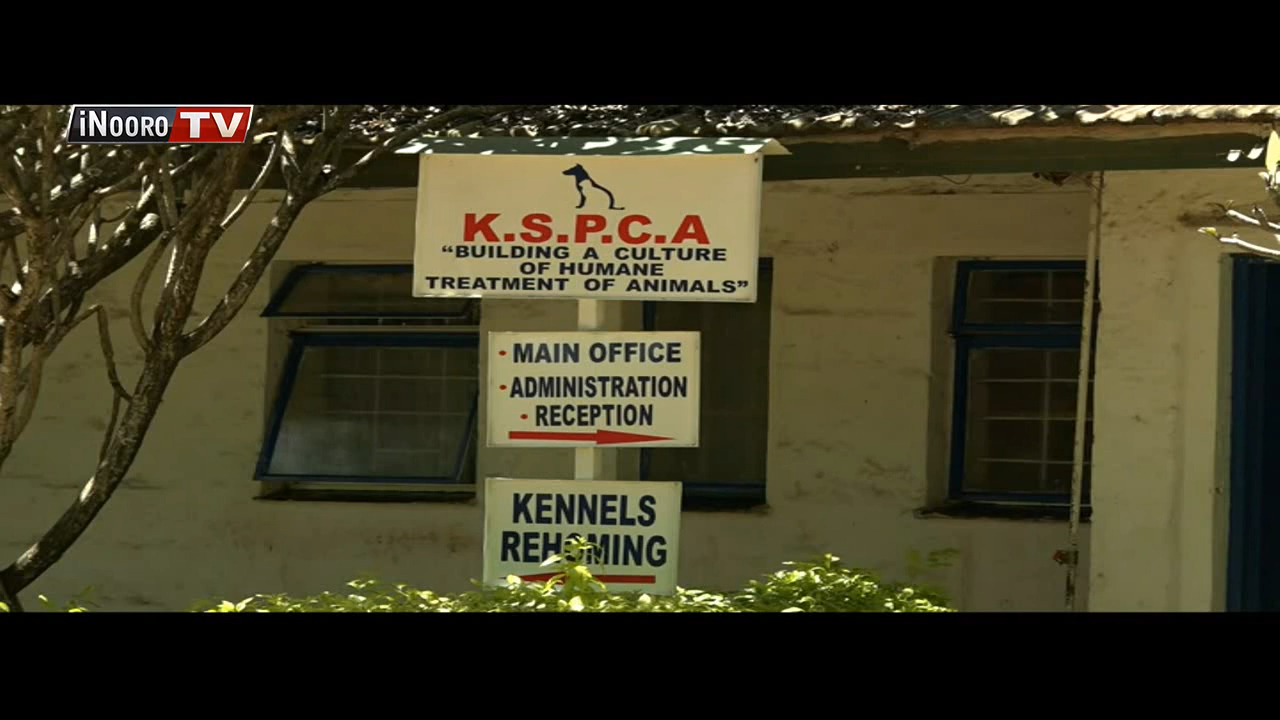 iNOORO TV
K.S.P.C.A
“BUILDING A CULTURE
OF HUMANE
TREATMENT OF ANIMALS”
• MAIN OFFICE
• ADMINISTRATION
• RECEPTION
KENNELS
REHOMING